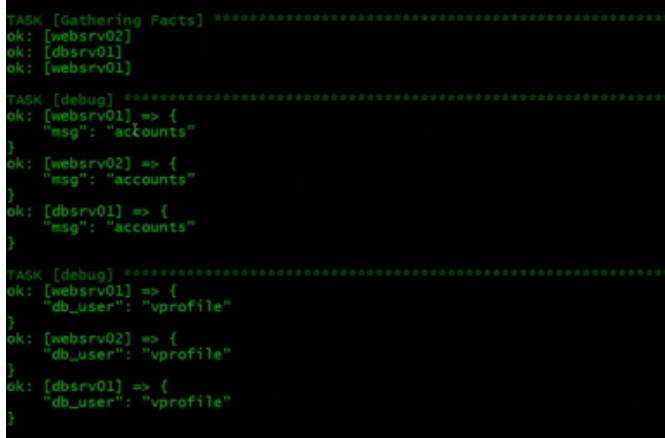 TASK [Gathering Facts] *******************************************************
ok: [websrv02]
ok: [dbsrv01]
ok: [websrv01]
TASK [debug] *****************************************************************
ok: [websrv01] => {
    "msg": "accounts"
}
ok: [websrv02] => {
    "msg": "accounts"
}
ok: [dbsrv01] => {
    "msg": "accounts"
}
TASK [debug] *****************************************************************
ok: [websrv01] => {
    "db_user": "vprofile"
}
ok: [websrv02] => {
    "db_user": "vprofile"
}
ok: [dbsrv01] => {
    "db_user": "vprofile"
}